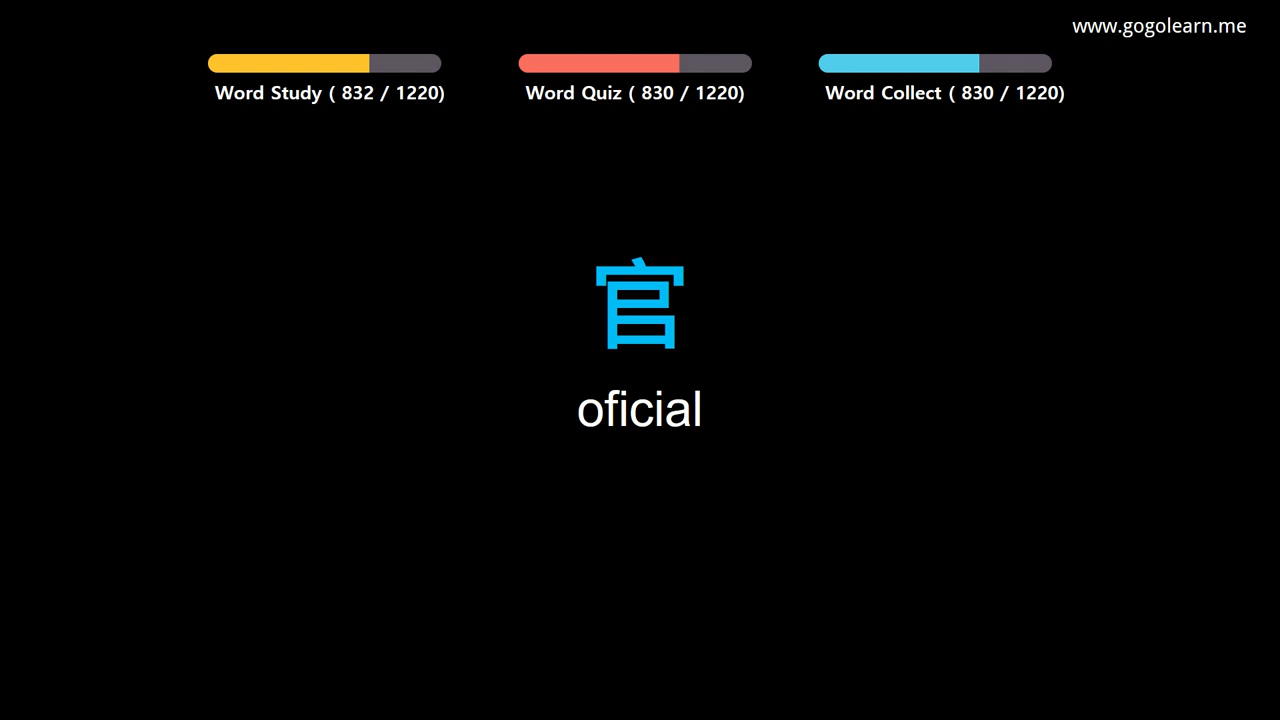 www.gogolearn.me
Word Study ( 832 / 1220)
Word Quiz ( 830 / 1220)
Word Collect ( 830 / 1220)
官
oficial